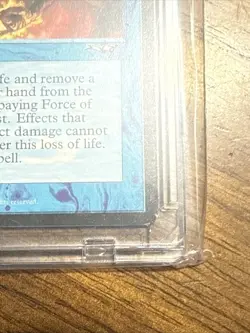 fe and remove a
r hand from the
paying Force of
st. Effects that
ct damage cannot
er this loss of life.
pell.
reserved.